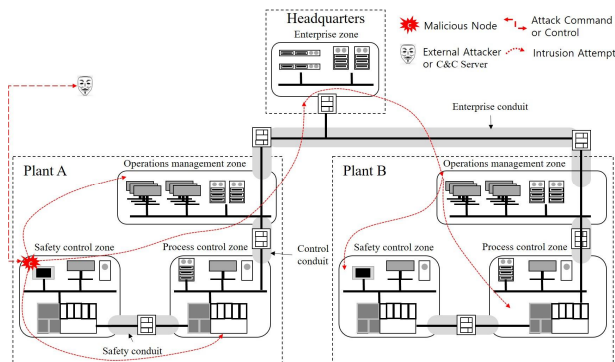 Headquarters
Enterprise zone
C
Malicious Node
Attack Command
or Control
External Attacker
or C&C Server
Intrusion Attempt
Enterprise conduit
Plant A
Operations management zone
Plant B
Operations management zone
C
Safety control zone
Process control zone
Control
conduit
Safety control zone
Process control zone
Safety conduit